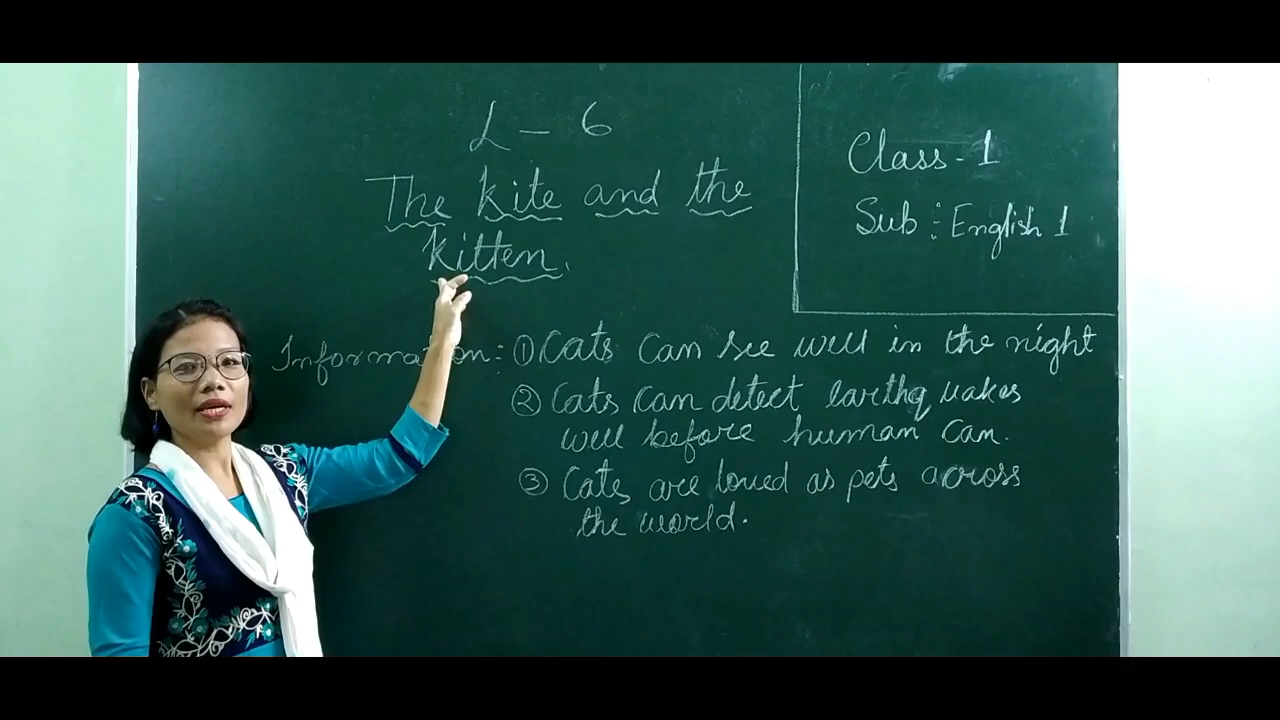 L - 6
The Kite and the
Kitten.
Class - 1
Sub : English 1
Information : ① Cats can see well in the night
② Cats can detect earthquakes
well before human can.
③ Cats are loved as pets across
the world.